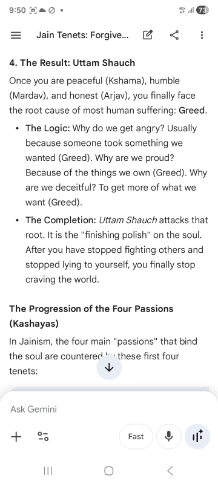 9:50
73
Jain Tenets: Forgive...
4. The Result: Uttam Shauch
Once you are peaceful (Kshama), humble
(Mardav), and honest (Arjav), you finally face
the root cause of most human suffering: Greed.
• The Logic: Why do we get angry? Usually
because someone took something we
wanted (Greed). Why are we proud?
Because of the things we own (Greed). Why
are we deceitful? To get more of what we
want (Greed).
• The Completion: Uttam Shauch attacks that
root. It is the "finishing polish" on the soul.
After you have stopped fighting others and
stopped lying to yourself, you finally stop
craving the world.
The Progression of the Four Passions
(Kashayas)
In Jainism, the four main "passions" that bind
the soul are countered by these first four
tenets:
Ask Gemini
Fast